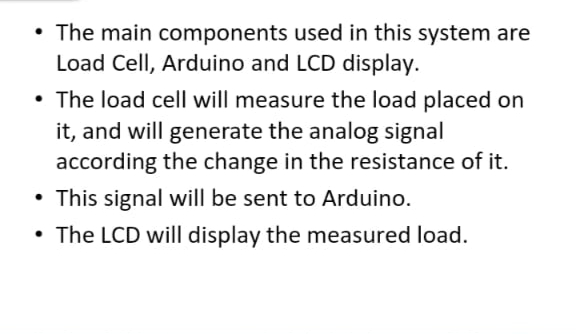 • The main components used in this system are
Load Cell, Arduino and LCD display.
• The load cell will measure the load placed on
it, and will generate the analog signal
according the change in the resistance of it.
• This signal will be sent to Arduino.
• The LCD will display the measured load.